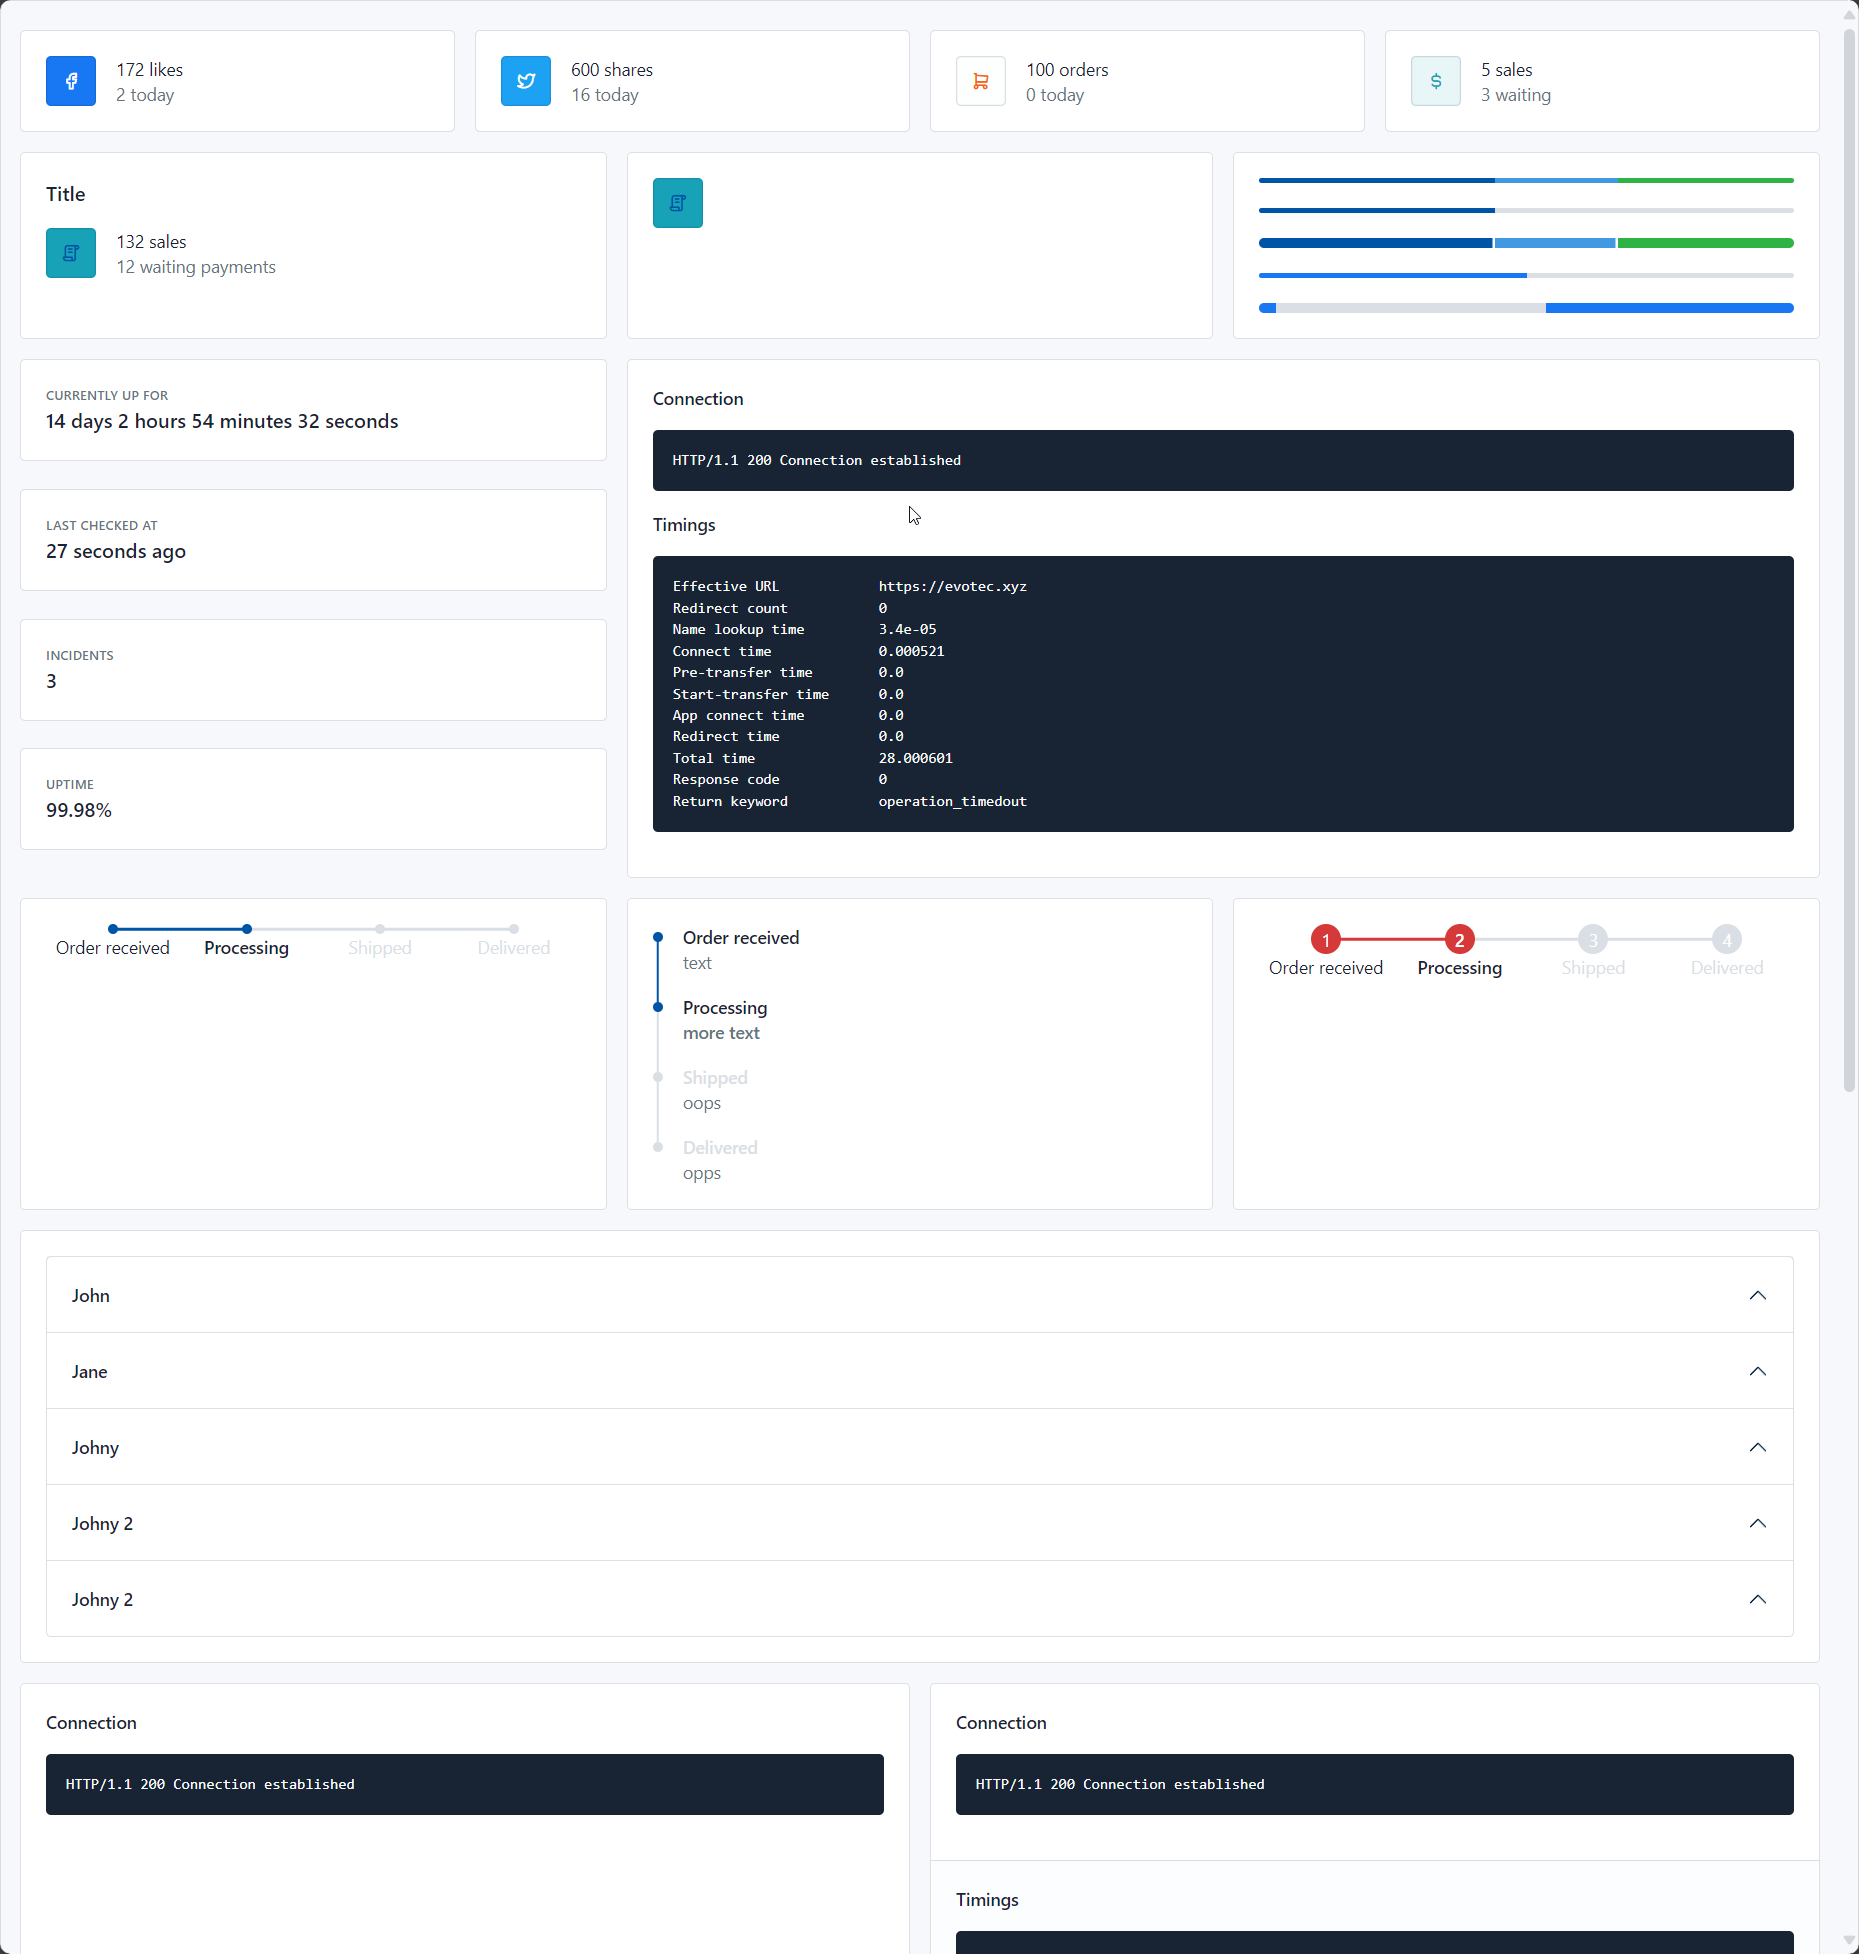 172 likes
2 today
600 shares
16 today
100 orders
0 today
5 sales
3 waiting
Title
132 sales
12 waiting payments
CURRENTLY UP FOR
14 days 2 hours 54 minutes 32 seconds
LAST CHECKED AT
27 seconds ago
INCIDENTS
3
UPTIME
99.98%
Connection
HTTP/1.1 200 Connection established
Timings
Effective URL https://evotec.xyz
Redirect count 0
Name lookup time 3.4e-05
Connect time 0.000521
Pre-transfer time 0.0
Start-transfer time 0.0
App connect time 0.0
Redirect time 0.0
Total time 28.000601
Response code 0
Return keyword operation_timedout
Order received Processing Shipped Delivered
Order received
text
Processing
more text
Shipped
oops
Delivered
opps
1 2 3 4
Order received Processing Shipped Delivered
John
Jane
Johny
Johny 2
Johny 2
Connection
HTTP/1.1 200 Connection established
Connection
HTTP/1.1 200 Connection established
Timings